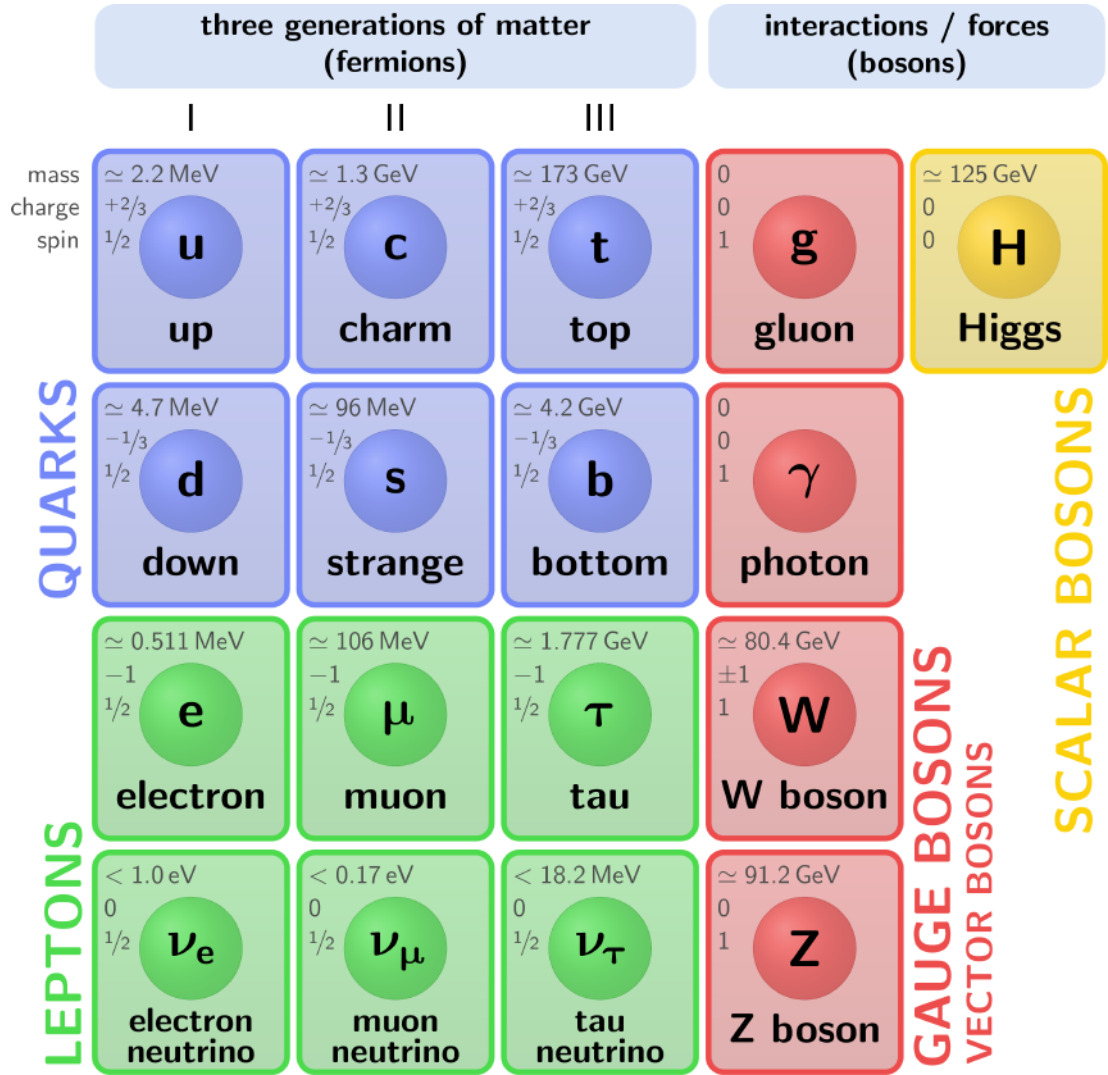 three generations of matter
(fermions)
interactions / forces
(bosons)
I
II
III
mass
charge
spin
≃ 2.2 MeV
+2/3
1/2
u
up
≃ 1.3 GeV
+2/3
1/2
c
charm
≃ 173 GeV
+2/3
1/2
t
top
0
0
1
g
gluon
≃ 125 GeV
0
0
H
Higgs
QUARKS
≃ 4.7 MeV
−1/3
1/2
d
down
≃ 96 MeV
−1/3
1/2
s
strange
≃ 4.2 GeV
−1/3
1/2
b
bottom
0
0
1
γ
photon
SCALAR BOSONS
LEPTONS
≃ 0.511 MeV
−1
1/2
e
electron
≃ 106 MeV
−1
1/2
μ
muon
≃ 1.777 GeV
−1
1/2
τ
tau
≃ 80.4 GeV
±1
1
W
W boson
GAUGE BOSONS
VECTOR BOSONS
< 1.0 eV
0
1/2
νe
electron
neutrino
< 0.17 eV
0
1/2
νμ
muon
neutrino
< 18.2 MeV
0
1/2
ντ
tau
neutrino
≃ 91.2 GeV
0
1
Z
Z boson